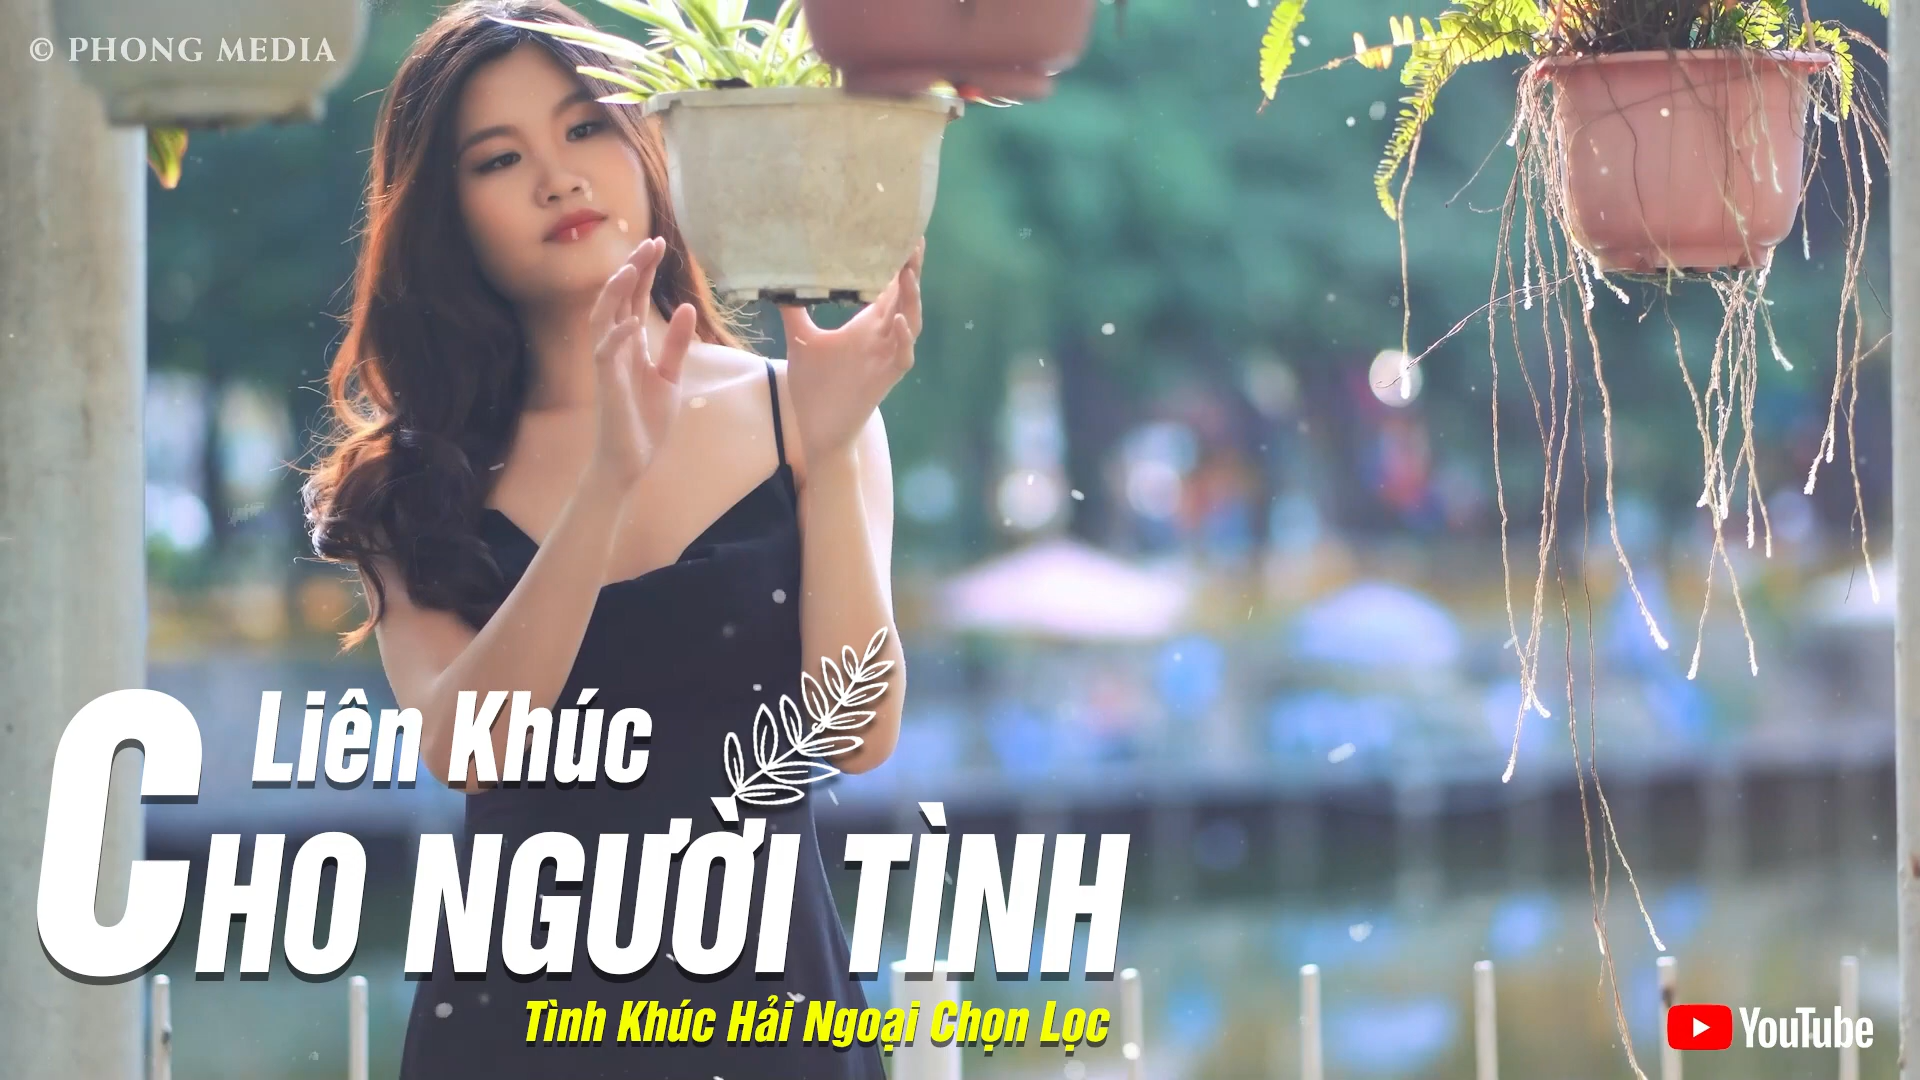 © PHONG MEDIA
Liên Khúc
CHO NGƯỜI TÌNH
Tình Khúc Hải Ngoại Chọn Lọc
YouTube